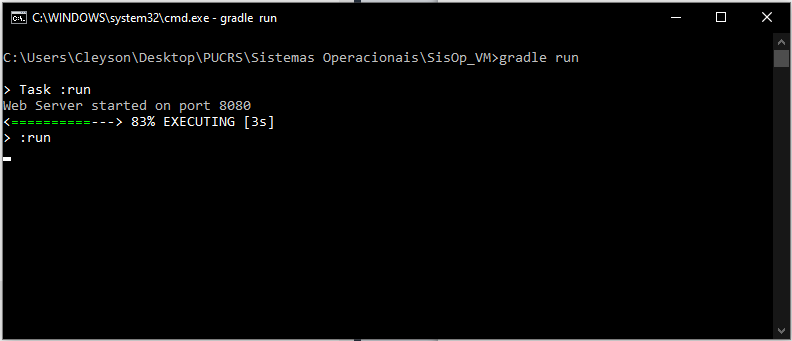 C:\WINDOWS\system32\cmd.exe - gradle run
C:\Users\Cleyson\Desktop\PUCRS\Sistemas Operacionais\SisOp_VM>gradle run
> Task :run
Web Server started on port 8080
<==========---> 83% EXECUTING [3s]
> :run